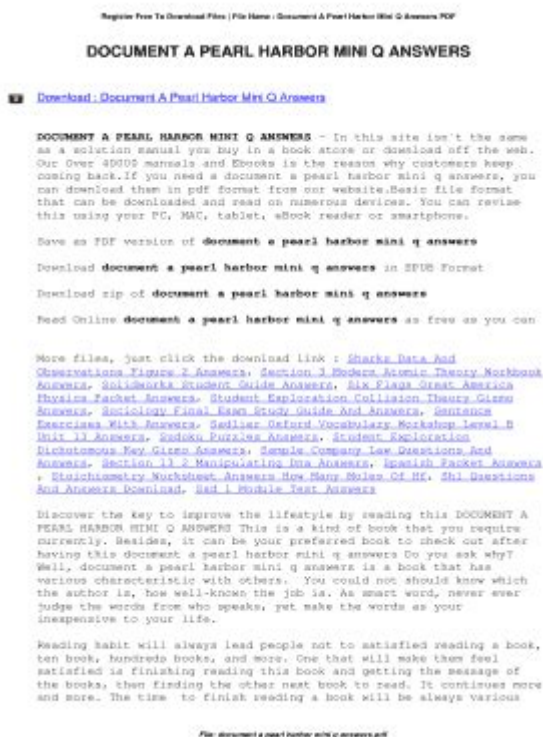 Register Free To Download Files | File Name : Document A Pearl Harbor Mini Q Answers PDF
DOCUMENT A PEARL HARBOR MINI Q ANSWERS
Download : Document A Pearl Harbor Mini Q Answers
DOCUMENT A PEARL HARBOR MINI Q ANSWERS - In this site isn't the same
as a solution manual you buy in a book store or download off the web.
Our Over 40000 manuals and Ebooks is the reason why customers keep
coming back.If you need a document a pearl harbor mini q answers, you
can download them in pdf format from our website.Basic file format
that can be downloaded and read on numerous devices. You can revise
this using your PC, MAC, tablet, eBook reader or smartphone.
Save as PDF version of document a pearl harbor mini q answers
Download document a pearl harbor mini q answers in EPUB Format
Download zip of document a pearl harbor mini q answers
Read Online document a pearl harbor mini q answers as free as you can
More files, just click the download link : Sharks Data And
Observations Figure 2 Answers, Section 3 Modern Atomic Theory Workbook
Answers, Solidworks Student Guide Answers, Six Flags Great America
Physics Packet Answers, Student Exploration Collision Theory Gizmo
Answers, Sociology Final Exam Study Guide And Answers, Sentence
Exercises With Answers, Sadlier Oxford Vocabulary Workshop Level B
Unit 13 Answers, Sudoku Puzzles Answers, Student Exploration
Dichotomous Key Gizmo Answers, Sample Company Law Questions And
Answers, Section 13 2 Manipulating Dna Answers, Spanish Packet Answers
, Stoichiometry Worksheet Answers How Many Moles Of Hf, Shl Questions
And Answers Download, Sad 1 Module Test Answers
Discover the key to improve the lifestyle by reading this DOCUMENT A
PEARL HARBOR MINI Q ANSWERS This is a kind of book that you require
currently. Besides, it can be your preferred book to check out after
having this document a pearl harbor mini q answers Do you ask why?
Well, document a pearl harbor mini q answers is a book that has
various characteristic with others. You could not should know which
the author is, how well-known the job is. As smart word, never ever
judge the words from who speaks, yet make the words as your
inexpensive to your life.
Reading habit will always lead people not to satisfied reading a book,
ten book, hundreds books, and more. One that will make them feel
satisfied is finishing reading this book and getting the message of
the books, then finding the other next book to read. It continues more
and more. The time to finish reading a book will be always various
File: document a pearl harbor mini q answers.pdf